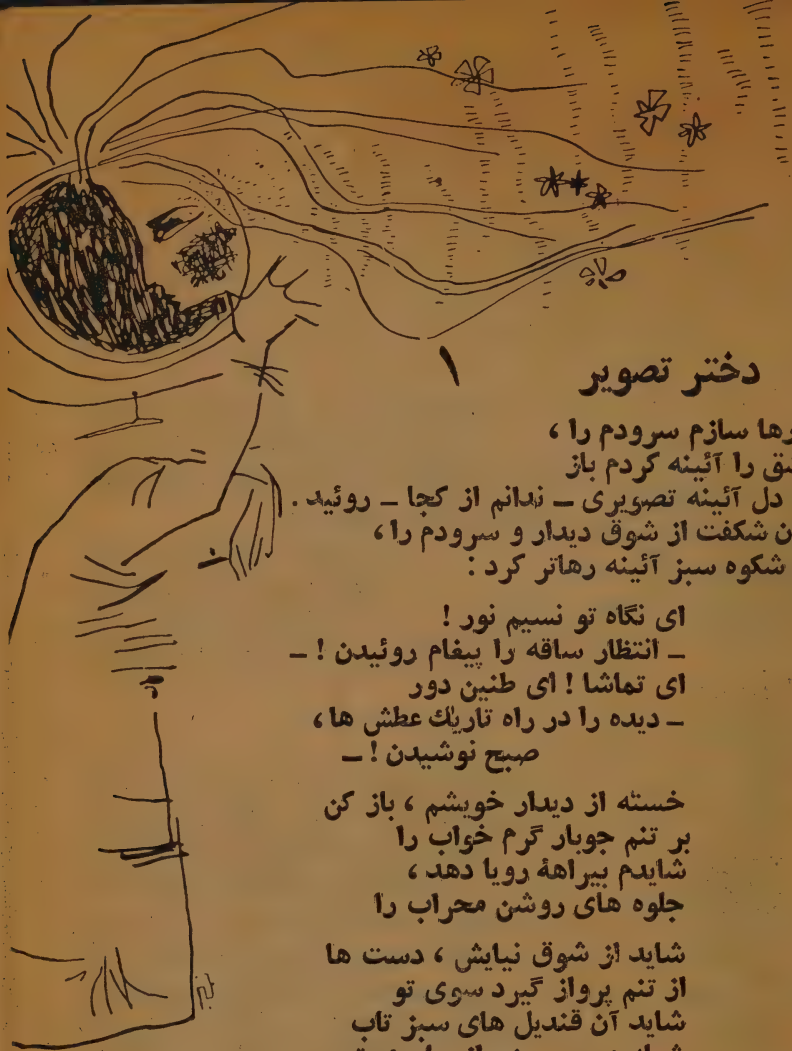 ۱
دختر تصویر
سازم سرودم را ،
را آئینه کردم باز
دل آئینه تصویری ـ ندانم از کجا ـ روئید .
شکفت از شوق دیدار و سرودم را ،
شکوه سبز آئینه رهاتر کرد :
ای نگاه تو نسیم نور !
ـ انتظار ساقه را پیغام روئیدن ! ـ
ای تماشا ! ای طنین دور
ـ دیده را در راه تاریك عطش ها ،
صبح نوشیدن ! ـ
خسته از دیدار خویشم ، باز کن
بر تنم جوبار گرم خواب را
شایدم بیراههٔ رویا دهد ،
جلوه های روشن محراب را
شاید از شوق نیایش ، دست ها
از تنم پرواز گیرد سوی تو
شاید آن قندیل های سبز تاب